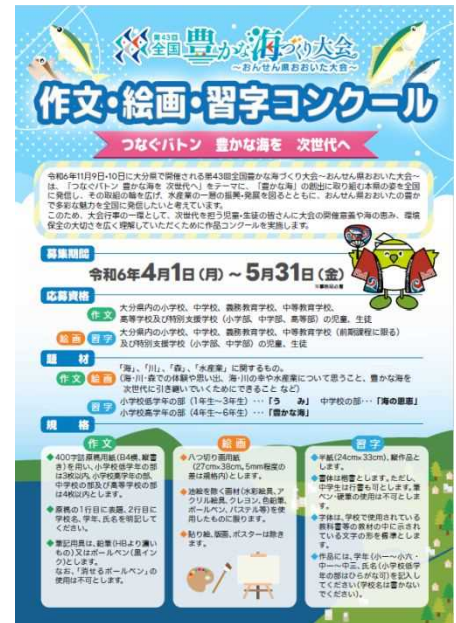 第43回
全国豊かな海づくり大会
～おんせん県おおいた大会～
作文・絵画・習字コンクール
つなぐバトン 豊かな海を 次世代へ
令和6年11月9日・10日に大分県で開催される第43回全国豊かな海づくり大会～おんせん県おおいた大会～
は、「つなぐバトン 豊かな海を 次世代へ」をテーマに、「豊かな海」の創出に取り組む本県の姿を全国
に発信し、その取組の輪を広げ、水産業の一層の振興・発展を図るとともに、おんせん県おおいたの豊か
で多彩な魅力を全国に発信したいと考えています。
このため、大会行事の一環として、次世代を担う児童・生徒の皆さんに大会の開催意義や海の恵み、環境
保全の大切さを広く理解していただくために作品コンクールを実施します。
募集期間
令和6年4月1日(月)～5月31日(金)
応募資格
作文 大分県内の小学校、中学校、義務教育学校、中等教育学校、
高等学校及び特別支援学校(小学部、中学部、高等部)の児童、生徒
絵画 習字 大分県内の小学校、中学校、義務教育学校、中等教育学校(前期課程に限る)
及び特別支援学校(小学部、中学部)の児童、生徒
題材
「海」、「川」、「森」、「水産業」に関するもの。
作文 絵画 (海・川・森での体験や思い出、海・川の幸や水産業について思うこと、豊かな海を
次世代に引き継いでいくためにできること など)
習字 小学校低学年の部(1年生～3年生)・・・「うみ」 中学校の部・・・「海の恩恵」
小学校高学年の部(4年生～6年生)・・・「豊かな海」
規格
作文
◆400字詰原稿用紙(B4横、縦書
き)を用い、小学校低学年の部
は3枚以内、小学校高学年の部、
中学校の部及び高等学校の部
は4枚以内とします。
◆原稿の1行目に表題、2行目に
学校名、学年、氏名を明記して
ください。
◆筆記用具は、鉛筆(HBより濃い
もの)又はボールペン(黒イン
ク)とします。
なお、「消せるボールペン」の
使用は不可とします。
絵画
◆八つ切り画用紙
(27cm×38cm、5mm程度の
差は規格内)とします。
◆油絵を除く画材(水彩絵具、ア
クリル絵具、クレヨン、色鉛筆、
ボールペン、パステル等)を使
用したものに限ります。
◆貼り絵、版画、ポスターは除き
ます。
習字
◆半紙(24cm×33cm)、縦作品と
します。
◆書体は楷書とします。ただし、
中学生は行書も可とします。筆
ペン・硬筆の使用は不可としま
す。
◆字体は、学校で使用されている
教科書等の教材の中に示され
ている文字の形を標準としま
す。
◆作品には、学年(小一～小六・
中一～中三)、氏名(小学校低学
年の部はひらがな可)を記入し
てください(学校名は書かない
でください)。